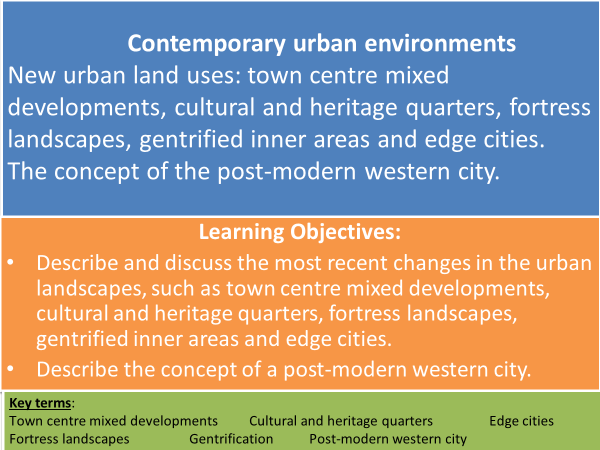 Contemporary urban environments
New urban land uses: town centre mixed
developments, cultural and heritage quarters, fortress
landscapes, gentrified inner areas and edge cities.
The concept of the post-modern western city.
Learning Objectives:
• Describe and discuss the most recent changes in the urban
landscapes, such as town centre mixed developments,
cultural and heritage quarters, fortress landscapes,
gentrified inner areas and edge cities.
• Describe the concept of a post-modern western city.
Key terms:
Town centre mixed developments Cultural and heritage quarters Edge cities
Fortress landscapes Gentrification Post-modern western city